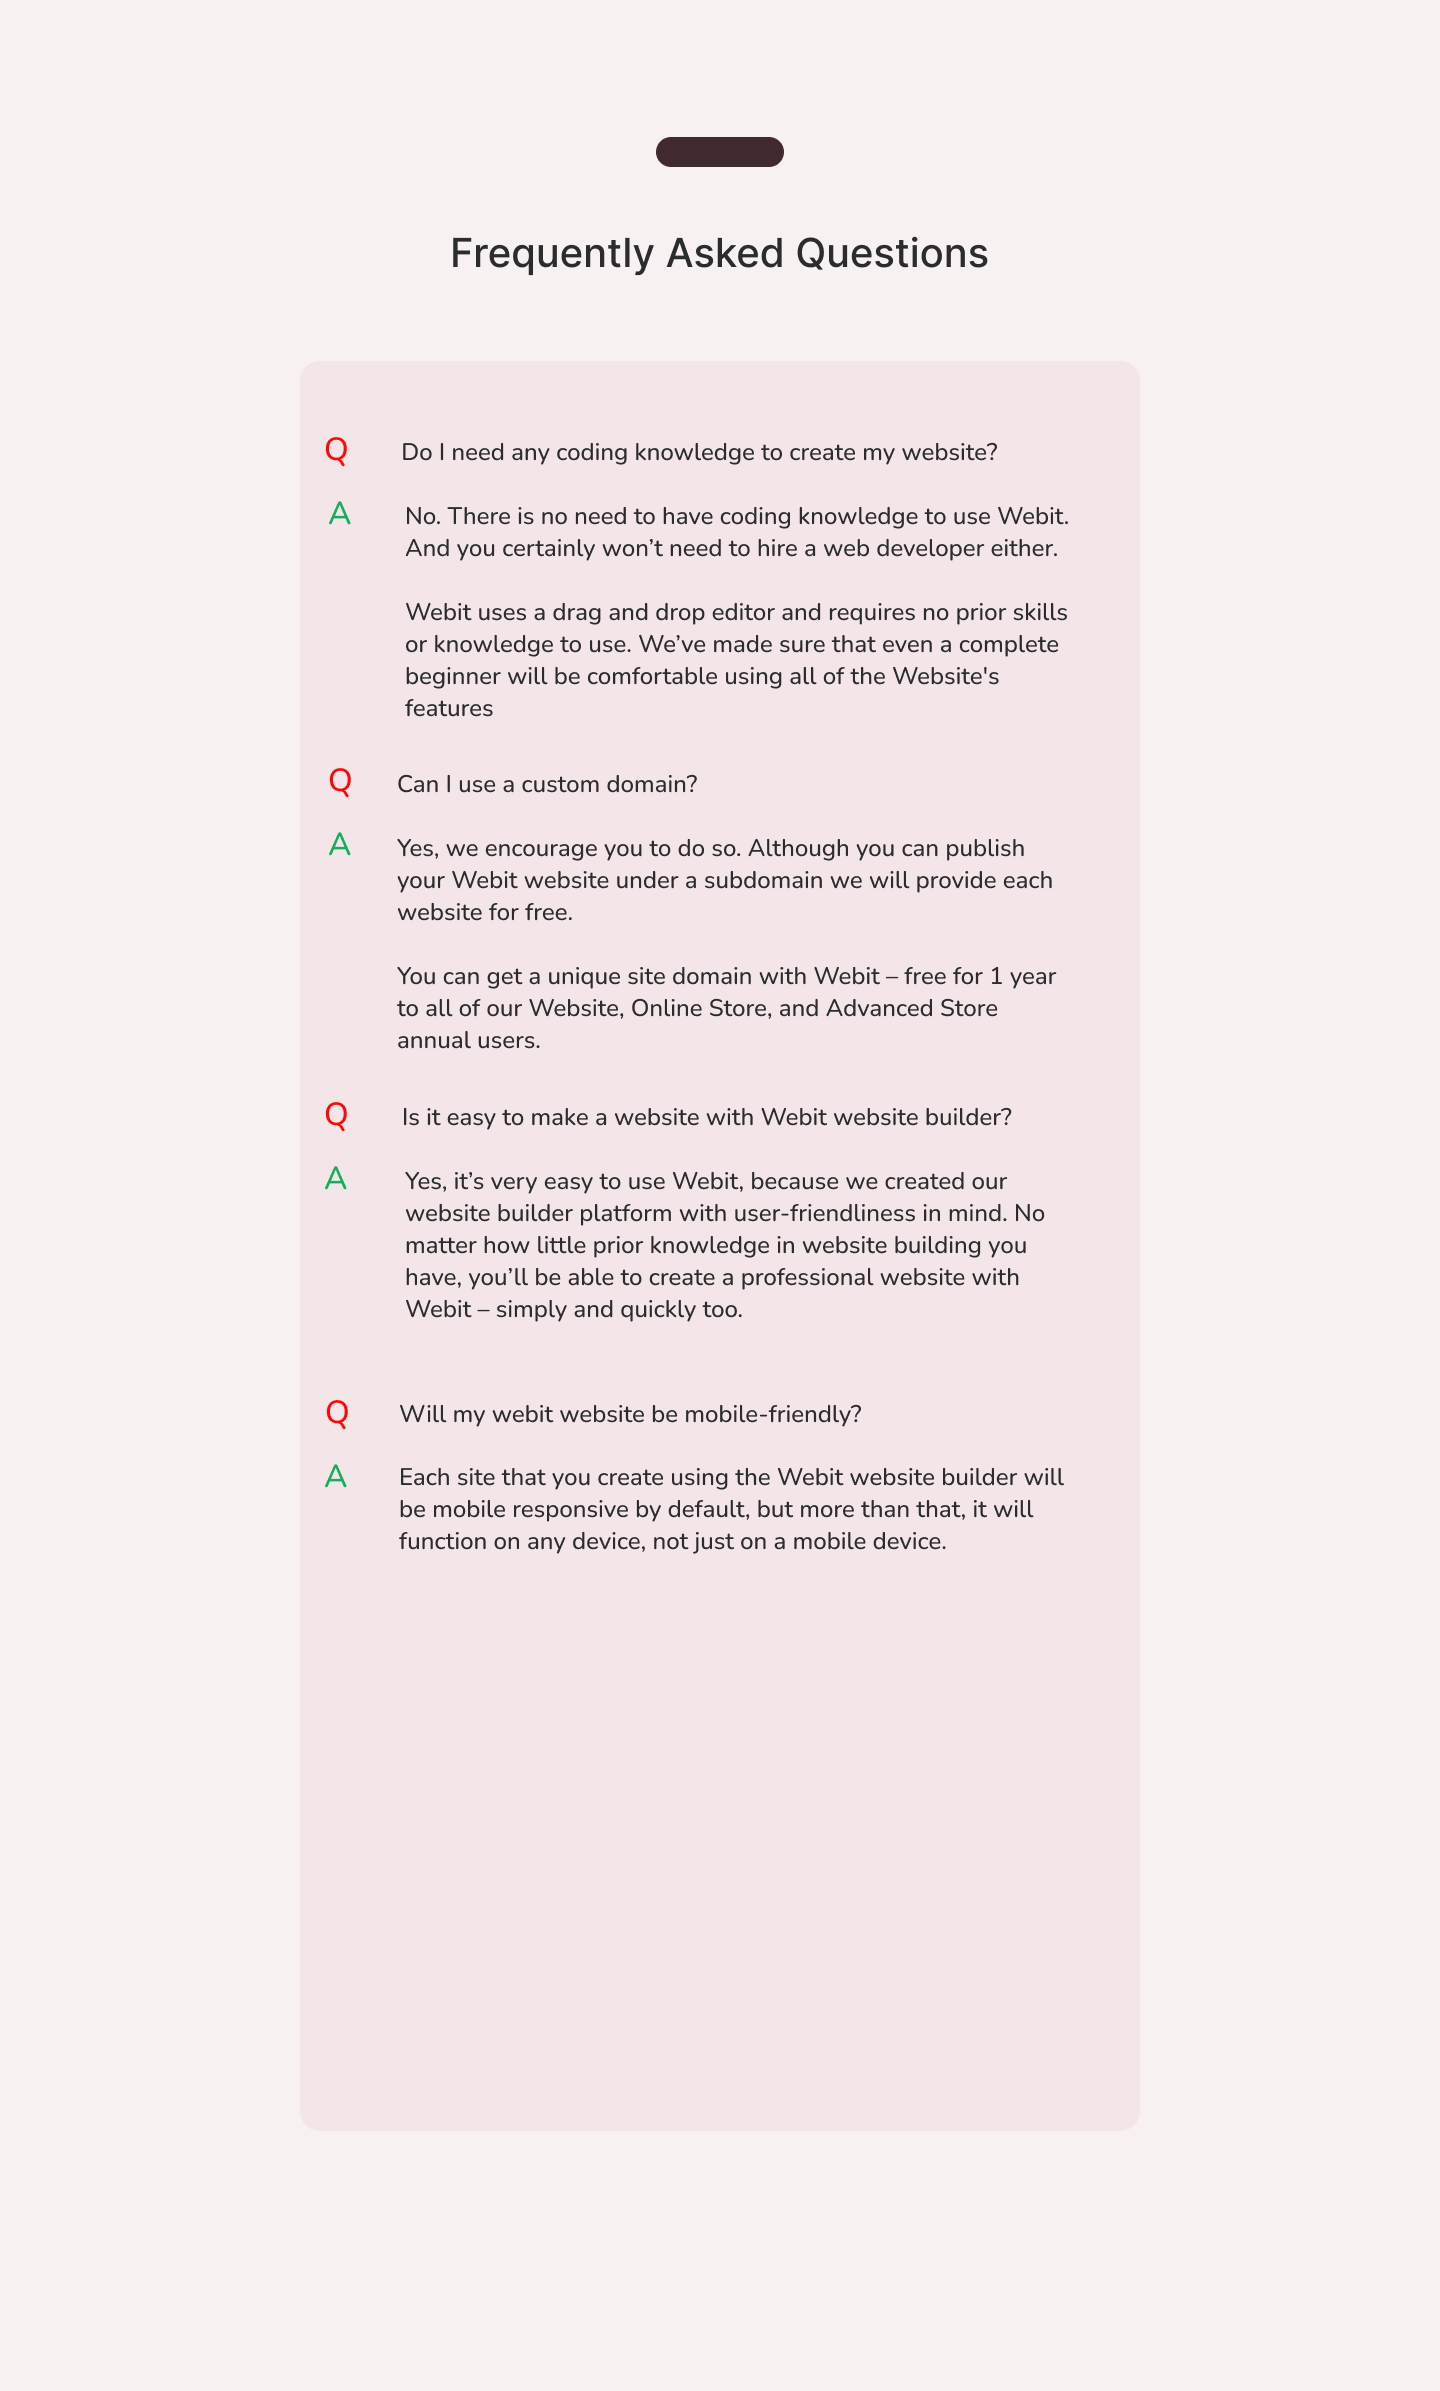 Frequently Asked Questions
Q Do I need any coding knowledge to create my website?
A No. There is no need to have coding knowledge to use Webit.
And you certainly won’t need to hire a web developer either.
Webit uses a drag and drop editor and requires no prior skills
or knowledge to use. We’ve made sure that even a complete
beginner will be comfortable using all of the Website's
features
Q Can I use a custom domain?
A Yes, we encourage you to do so. Although you can publish
your Webit website under a subdomain we will provide each
website for free.
You can get a unique site domain with Webit – free for 1 year
to all of our Website, Online Store, and Advanced Store
annual users.
Q Is it easy to make a website with Webit website builder?
A Yes, it’s very easy to use Webit, because we created our
website builder platform with user-friendliness in mind. No
matter how little prior knowledge in website building you
have, you’ll be able to create a professional website with
Webit – simply and quickly too.
Q Will my webit website be mobile-friendly?
A Each site that you create using the Webit website builder will
be mobile responsive by default, but more than that, it will
function on any device, not just on a mobile device.